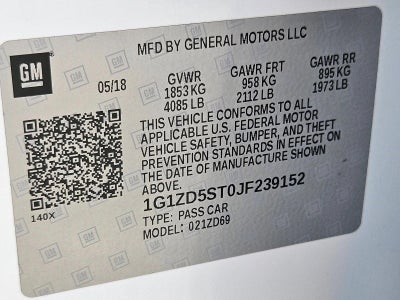 MFD BY GENERAL MOTORS LLC
GM
05/18
GVWR GAWR FRT GAWR RR
1853 KG 958 KG 895 KG
4085 LB 2112 LB 1973 LB
THIS VEHICLE CONFORMS TO ALL
APPLICABLE U.S. FEDERAL MOTOR
VEHICLE SAFETY, BUMPER, AND THEFT
PREVENTION STANDARDS IN EFFECT ON
THE DATE OF MANUFACTURE SHOWN
ABOVE.
1G1ZD5ST0JF239152
140X
TYPE: PASS CAR
MODEL: 021ZD69